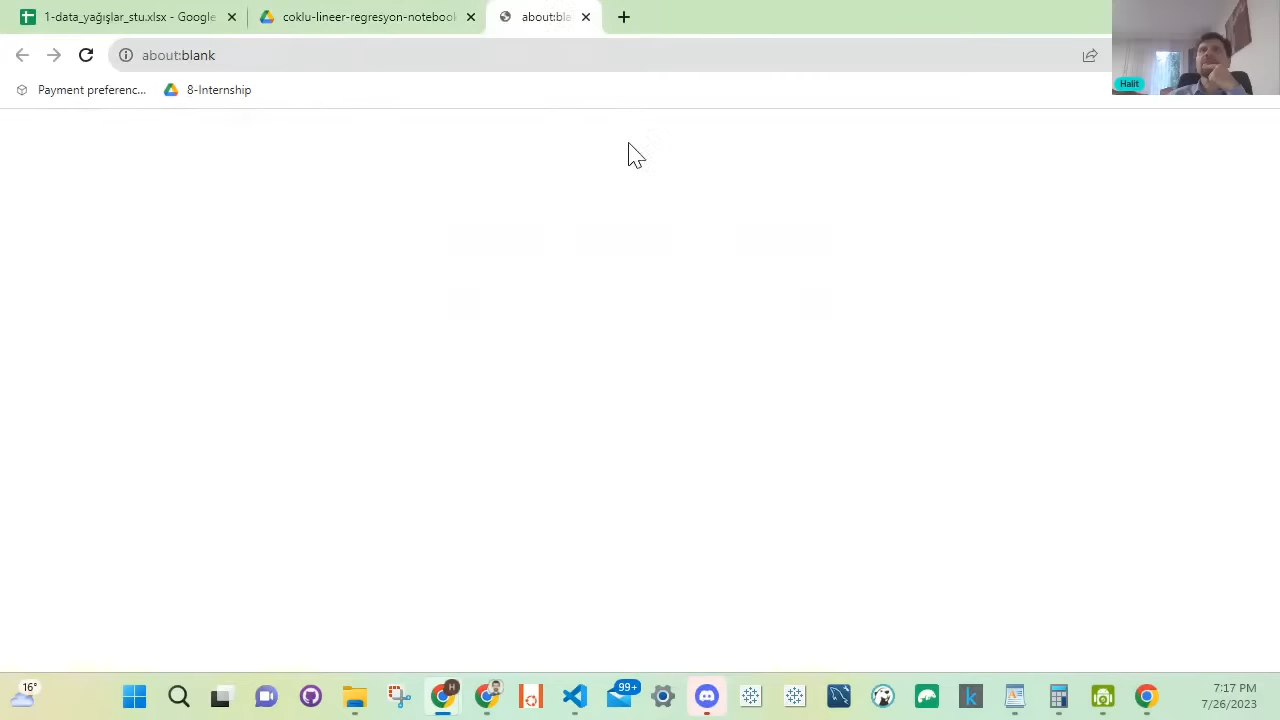 1-data_yağışlar_stu.xlsx - Google
coklu-lineer-regresyon-notebook
about:bla
about:blank
Payment preferenc...
8-Internship
Halit
16°
H
99+
k
7:17 PM
7/26/2023